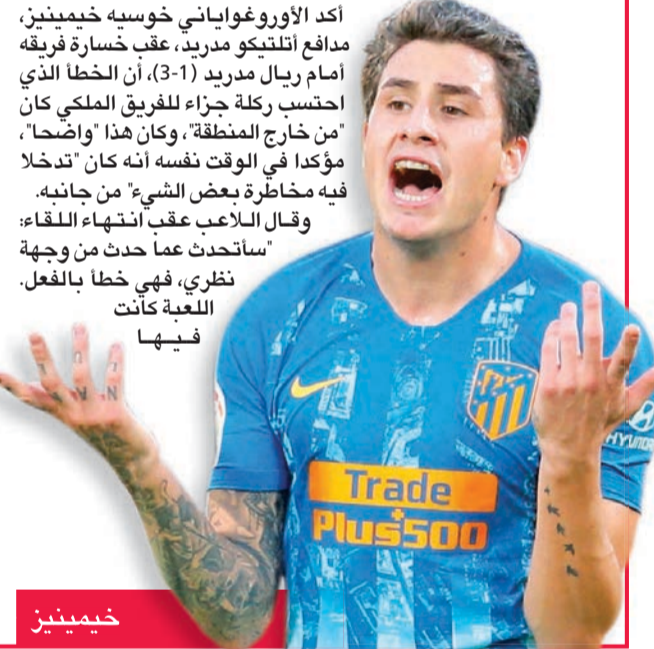 أكد الأوروغواياني خوسيه خيمينيز،
مدافع أتلتيكو مدريد، عقب خسارة فريقه
أمام ريال مدريد (1-3)، أن الخطأ الذي
احتسب ركلة جزاء للفريق الملكي كان
"من خارج المنطقة"، وكان هذا "واضحا"،
مؤكدا في الوقت نفسه أنه كان "تدخلا
فيه مخاطرة بعض الشيء" من جانبه.
وقال اللاعب عقب انتهاء اللقاء:
"سأتحدث عما حدث من وجهة
نظري، فهي خطأ بالفعل.
اللعبة كانت
فيها
Trade
Plus500
HYUNDAI
خيمينيز